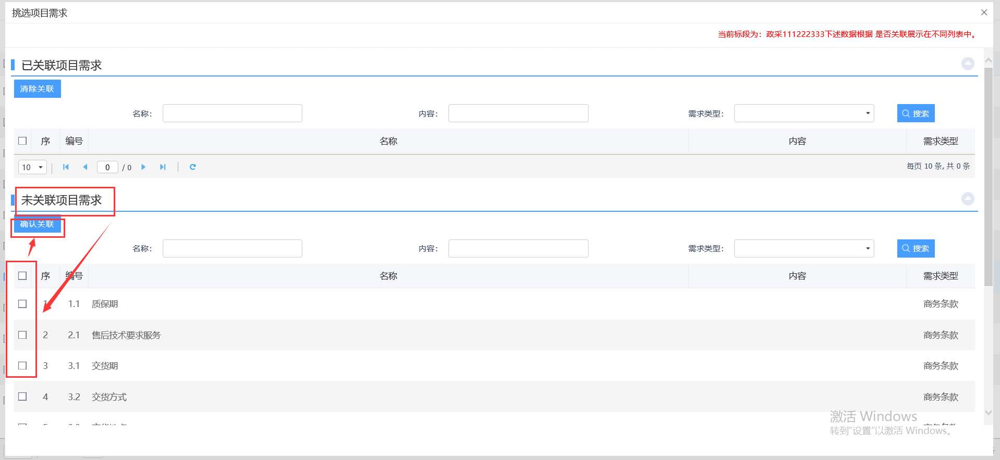 挑选项目需求
当前标段为：政采111222333下述数据根据 是否关联展示在不同列表中。
已关联项目需求
清除关联
名称： 内容： 需求类型： 搜索
序 编号 名称 内容 需求类型
10 0 / 0 每页 10 条, 共 0 条
未关联项目需求
确认关联
名称： 内容： 需求类型： 搜索
序 编号 名称 内容 需求类型
1 1.1 质保期 商务条款
2 2.1 售后技术要求服务 商务条款
3 3.1 交货期 商务条款
4 3.2 交货方式 商务条款
激活 Windows
转到“设置”以激活 Windows。